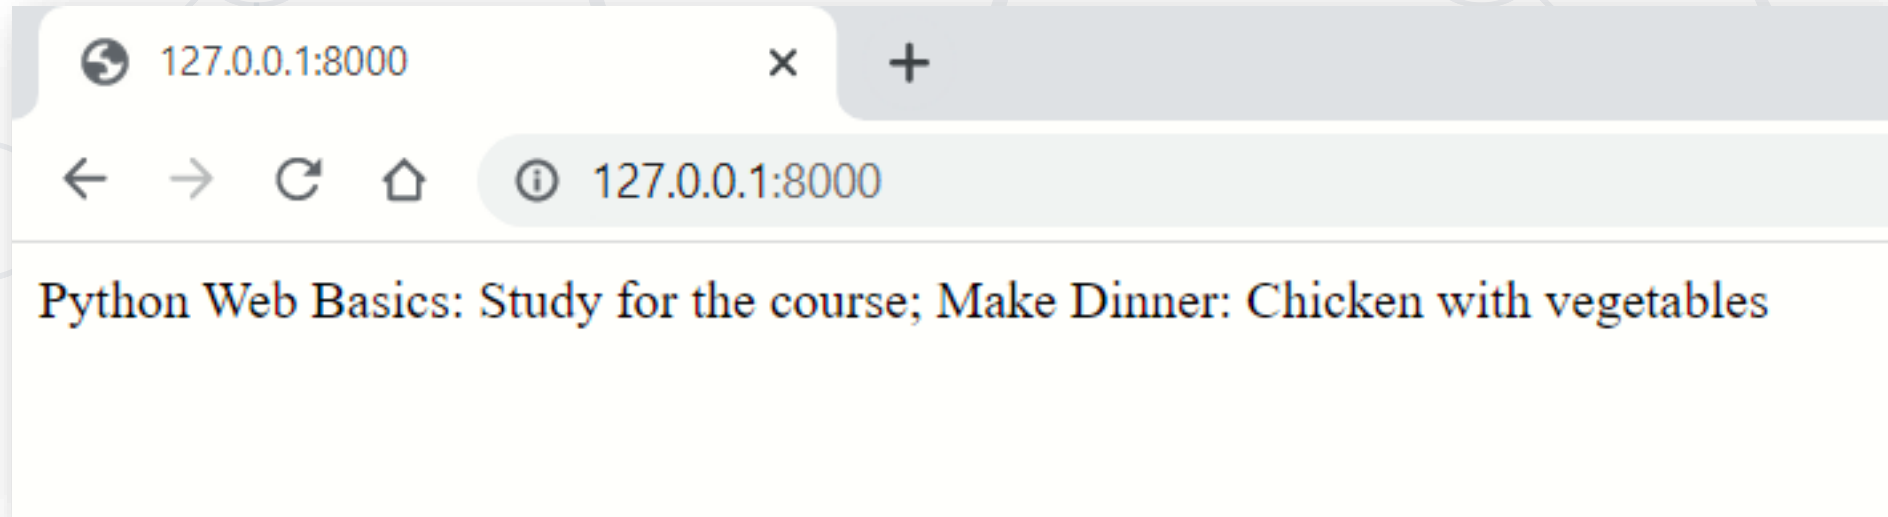 127.0.0.1:8000
127.0.0.1:8000
Python Web Basics: Study for the course; Make Dinner: Chicken with vegetables